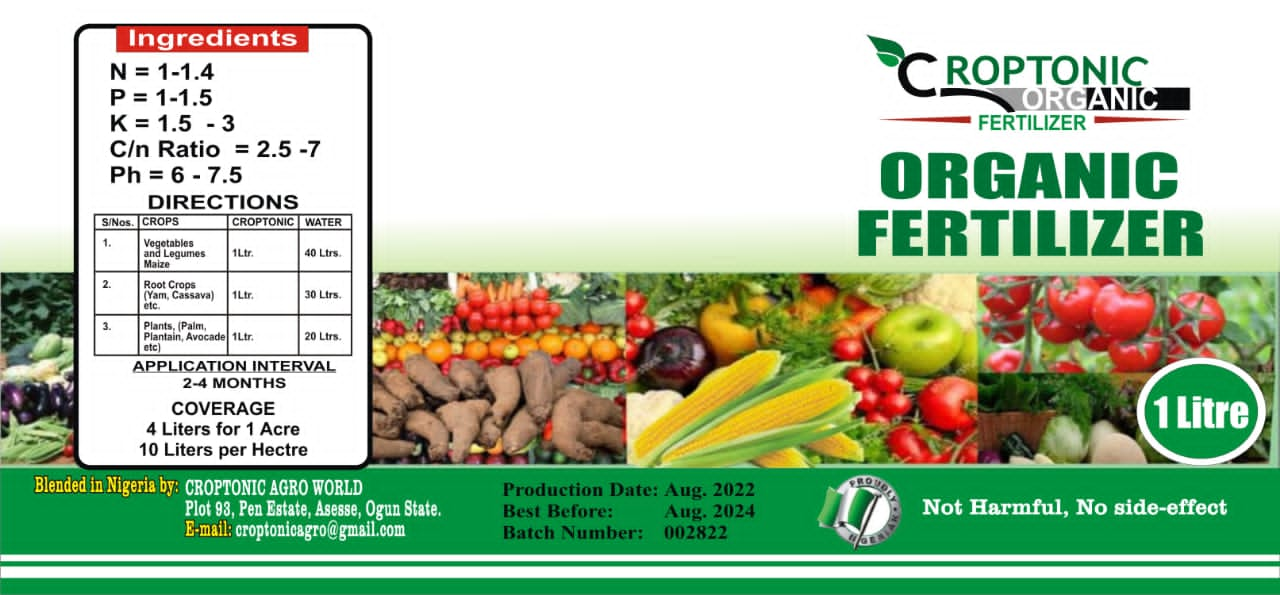 Ingredients
N = 1-1.4
P = 1-1.5
K = 1.5 - 3
C/n Ratio = 2.5 -7
Ph = 6 - 7.5
DIRECTIONS
S/Nos. CROPS CROPTONIC WATER
1. Vegetables and Legumes Maize 1Ltr. 40 Ltrs.
2. Root Crops (Yam, Cassava) etc. 1Ltr. 30 Ltrs.
3. Plants, (Palm, Plantain, Avocade etc) 1Ltr. 20 Ltrs.
APPLICATION INTERVAL
2-4 MONTHS
COVERAGE
4 Liters for 1 Acre
10 Liters per Hectre
CROPTONIC
ORGANIC
FERTILIZER
ORGANIC
FERTILIZER
1 Litre
Blended in Nigeria by: CROPTONIC AGRO WORLD
Plot 93, Pen Estate, Asesse, Ogun State.
E-mail: croptonicagro@gmail.com
Production Date: Aug. 2022
Best Before: Aug. 2024
Batch Number: 002822
PROUDLY
NIGERIAN
Not Harmful, No side-effect